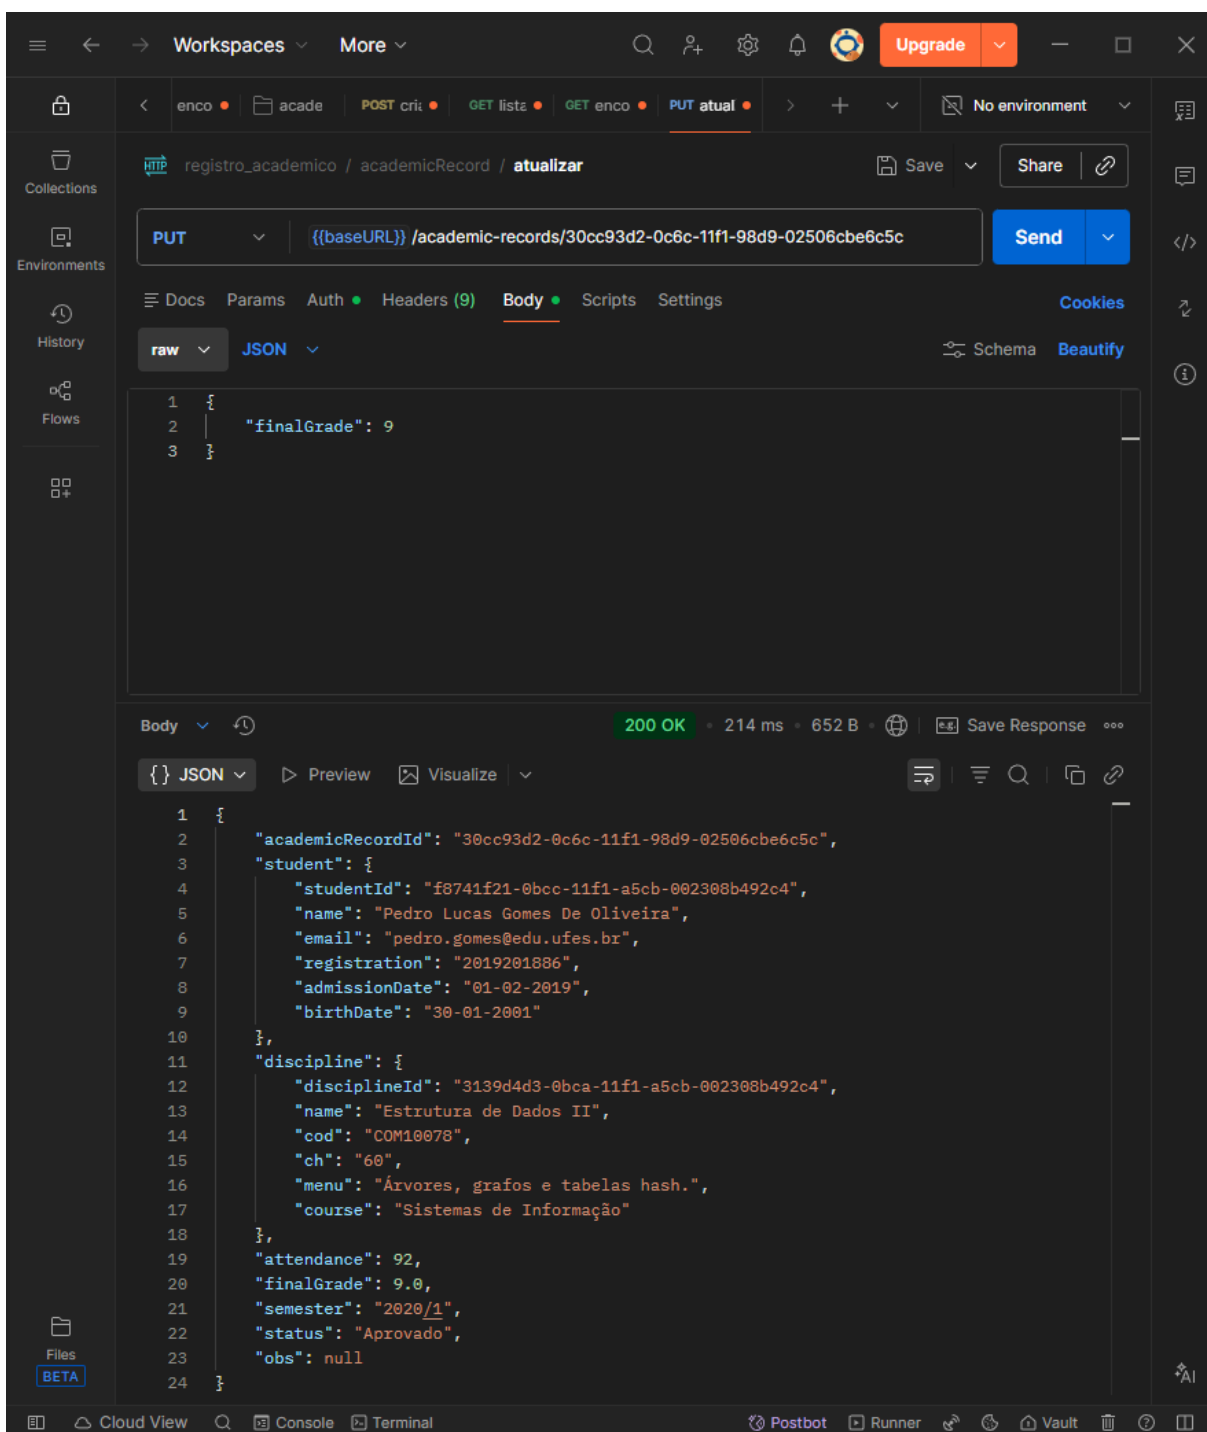 Workspaces More Upgrade
enco acade POST cria GET lista GET enco PUT atual No environment
HTTP registro_academico / academicRecord / atualizar Save Share
Collections
PUT {{baseURL}} /academic-records/30cc93d2-0c6c-11f1-98d9-02506cbe6c5c Send
Environments
Docs Params Auth Headers (9) Body Scripts Settings Cookies
History
raw JSON Schema Beautify
Flows
1 {
2 "finalGrade": 9
3 }
Body 200 OK 214 ms 652 B e.g. Save Response
{} JSON Preview Visualize
1 {
2 "academicRecordId": "30cc93d2-0c6c-11f1-98d9-02506cbe6c5c",
3 "student": {
4 "studentId": "f8741f21-0bcc-11f1-a5cb-002308b492c4",
5 "name": "Pedro Lucas Gomes De Oliveira",
6 "email": "pedro.gomes@edu.ufes.br",
7 "registration": "2019201886",
8 "admissionDate": "01-02-2019",
9 "birthDate": "30-01-2001"
10 },
11 "discipline": {
12 "disciplineId": "3139d4d3-0bca-11f1-a5cb-002308b492c4",
13 "name": "Estrutura de Dados II",
14 "cod": "COM10078",
15 "ch": "60",
16 "menu": "Árvores, grafos e tabelas hash.",
17 "course": "Sistemas de Informação"
18 },
19 "attendance": 92,
20 "finalGrade": 9.0,
21 "semester": "2020/1",
22 "status": "Aprovado",
23 "obs": null
24 }
Files
BETA
AI
Cloud View Console Terminal Postbot Runner Vault